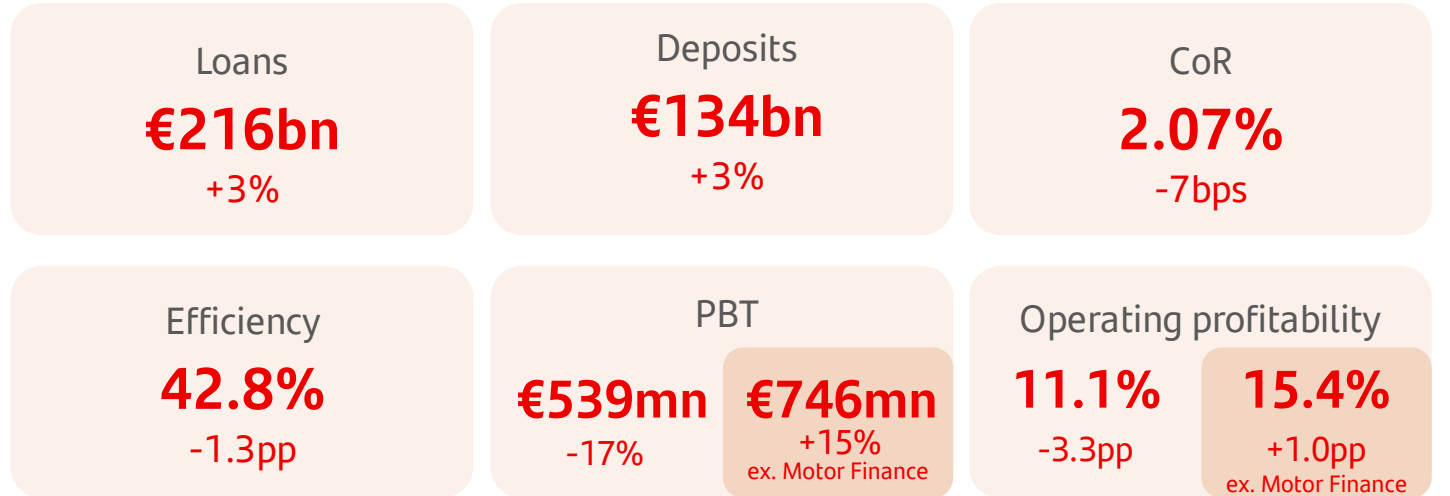 Loans
€216bn
+3%
Deposits
€134bn
+3%
CoR
2.07%
-7bps
Efficiency
42.8%
-1.3pp
PBT
€539mn
-17%
€746mn
+15%
ex. Motor Finance
Operating profitability
11.1%
-3.3pp
15.4%
+1.0pp
ex. Motor Finance